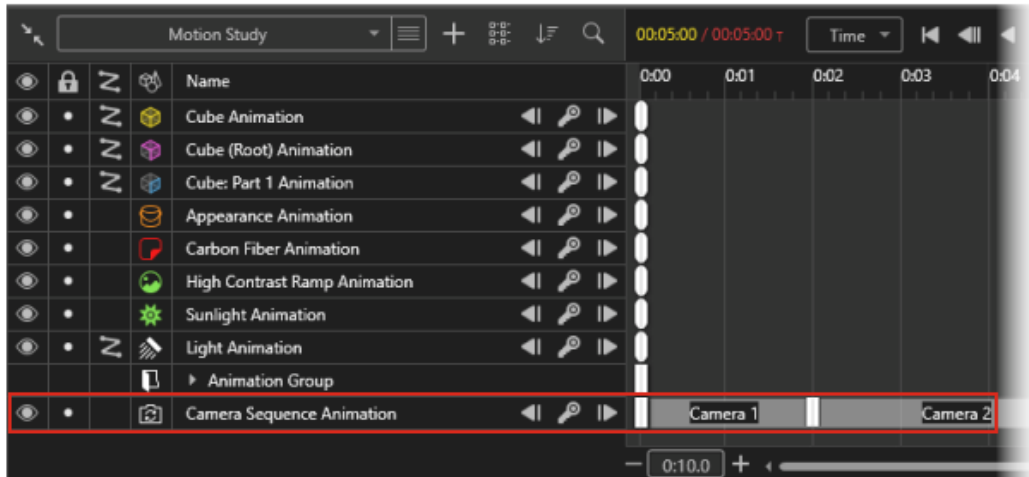 Motion Study 00:05:00 / 00:05:00 T Time
Name 0:00 0:01 0:02 0:03 0:04
Cube Animation
Cube (Root) Animation
Cube: Part 1 Animation
Appearance Animation
Carbon Fiber Animation
High Contrast Ramp Animation
Sunlight Animation
Light Animation
Animation Group
Camera Sequence Animation Camera 1 Camera 2
0:10.0